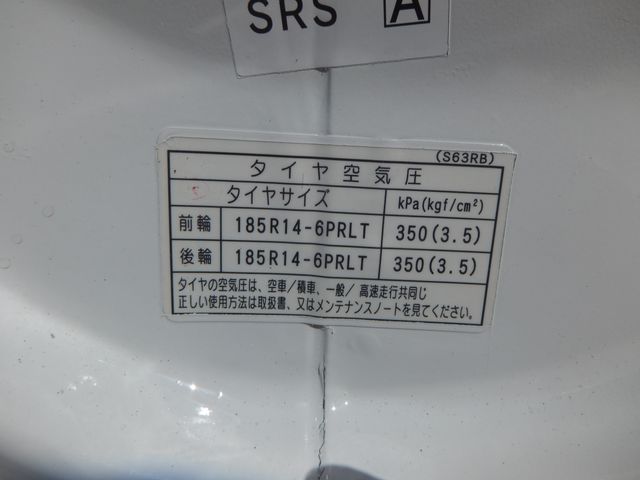 SRS A
(S63RB)
タイヤ空気圧
タイヤサイズ kPa(kgf/cm²)
前輪 185R14-6PRLT 350(3.5)
後輪 185R14-6PRLT 350(3.5)
タイヤの空気圧は、空車/積車、一般/高速走行共同じ
正しい使用方法は取扱書、又はメンテナンスノートを見てください。